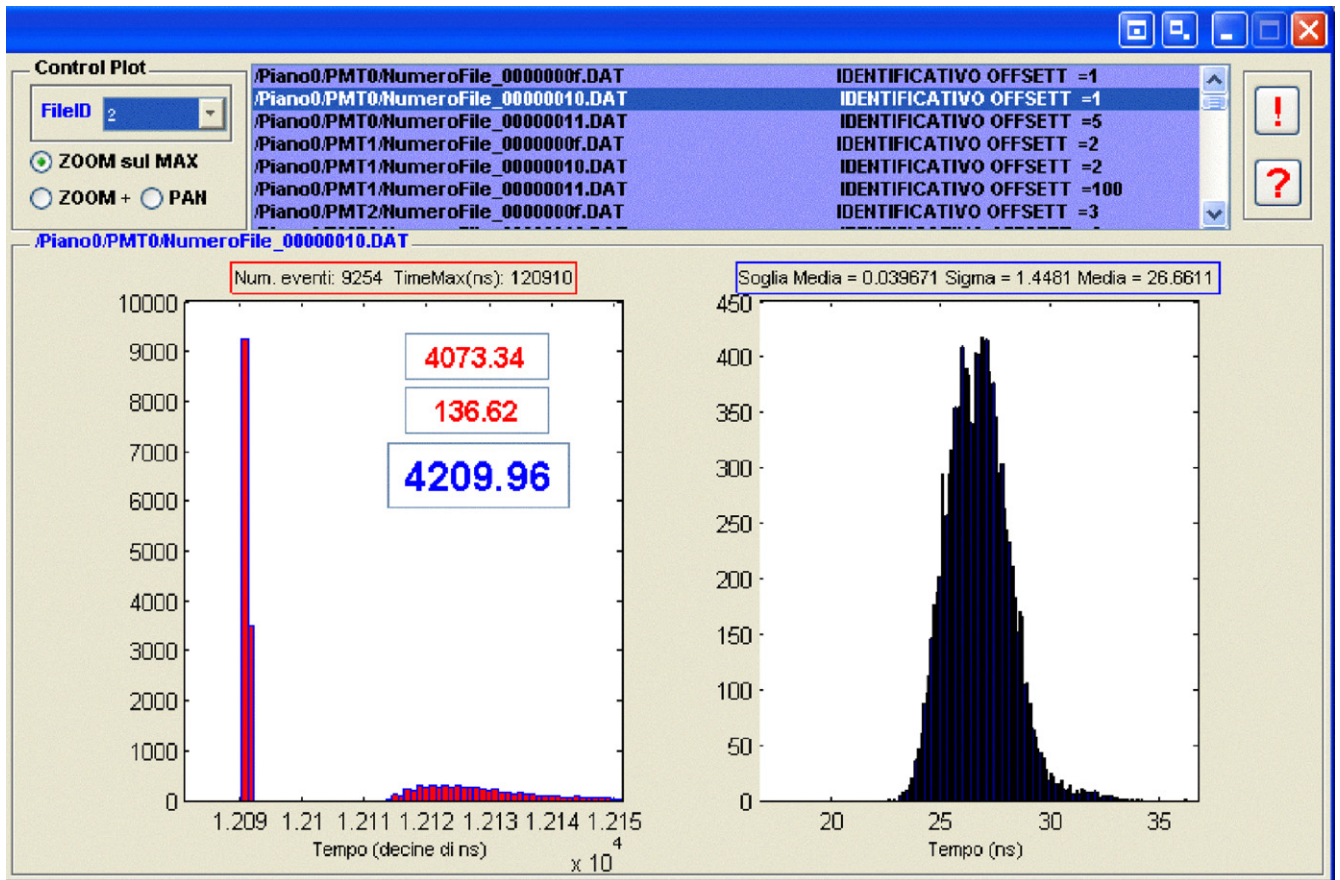 Control Plot
FileID 2
ZOOM sul MAX
ZOOM + PAN
/Piano0/PMT0/NumeroFile_0000000f.DAT IDENTIFICATIVO OFFSETT =1
/Piano0/PMT0/NumeroFile_00000010.DAT IDENTIFICATIVO OFFSETT =1
/Piano0/PMT0/NumeroFile_00000011.DAT IDENTIFICATIVO OFFSETT =5
/Piano0/PMT1/NumeroFile_0000000f.DAT IDENTIFICATIVO OFFSETT =2
/Piano0/PMT1/NumeroFile_00000010.DAT IDENTIFICATIVO OFFSETT =2
/Piano0/PMT1/NumeroFile_00000011.DAT IDENTIFICATIVO OFFSETT =100
/Piano0/PMT2/NumeroFile_0000000f.DAT IDENTIFICATIVO OFFSETT =3
!
?
/Piano0/PMT0/NumeroFile_00000010.DAT
Num. eventi: 9254 TimeMax(ns): 120910
10000
9000
8000
7000
6000
5000
4000
3000
2000
1000
0
4073.34
136.62
4209.96
1.209 1.21 1.211 1.212 1.213 1.214 1.215
Tempo (decine di ns)
x 10^4
Soglia Media = 0.039671 Sigma = 1.4481 Media = 26.6611
450
400
350
300
250
200
150
100
50
0
20 25 30 35
Tempo (ns)